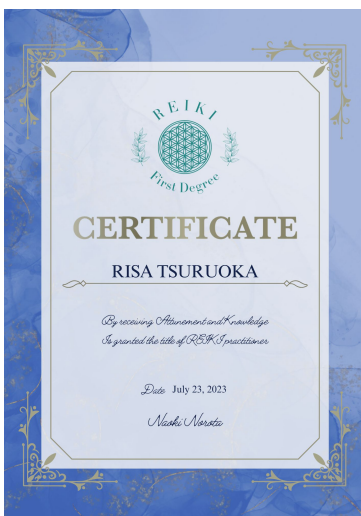 REIKI
First Degree
CERTIFICATE
RISA TSURUOKA
By receiving Attunement and Knowledge
Is granted the title of REIKI practitioner
Date July 23, 2023
Naoki Norota